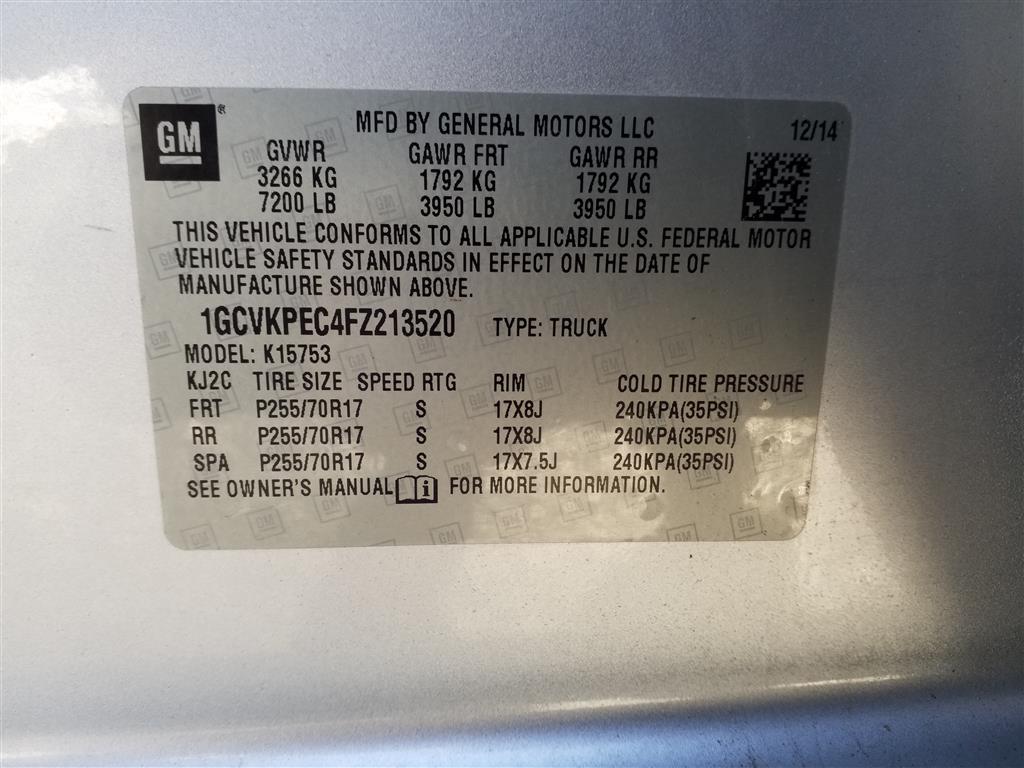 GM®
MFD BY GENERAL MOTORS LLC 12/14
GVWR GAWR FRT GAWR RR
3266 KG 1792 KG 1792 KG
7200 LB 3950 LB 3950 LB
THIS VEHICLE CONFORMS TO ALL APPLICABLE U.S. FEDERAL MOTOR
VEHICLE SAFETY STANDARDS IN EFFECT ON THE DATE OF
MANUFACTURE SHOWN ABOVE.
1GCVKPEC4FZ213520 TYPE: TRUCK
MODEL: K15753
KJ2C TIRE SIZE SPEED RTG RIM COLD TIRE PRESSURE
FRT P255/70R17 S 17X8J 240KPA(35PSI)
RR P255/70R17 S 17X8J 240KPA(35PSI)
SPA P255/70R17 S 17X7.5J 240KPA(35PSI)
SEE OWNER'S MANUAL i FOR MORE INFORMATION.